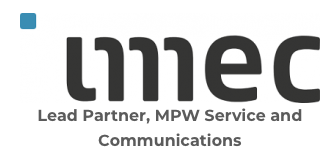 imec
Lead Partner, MPW Service and
Communications